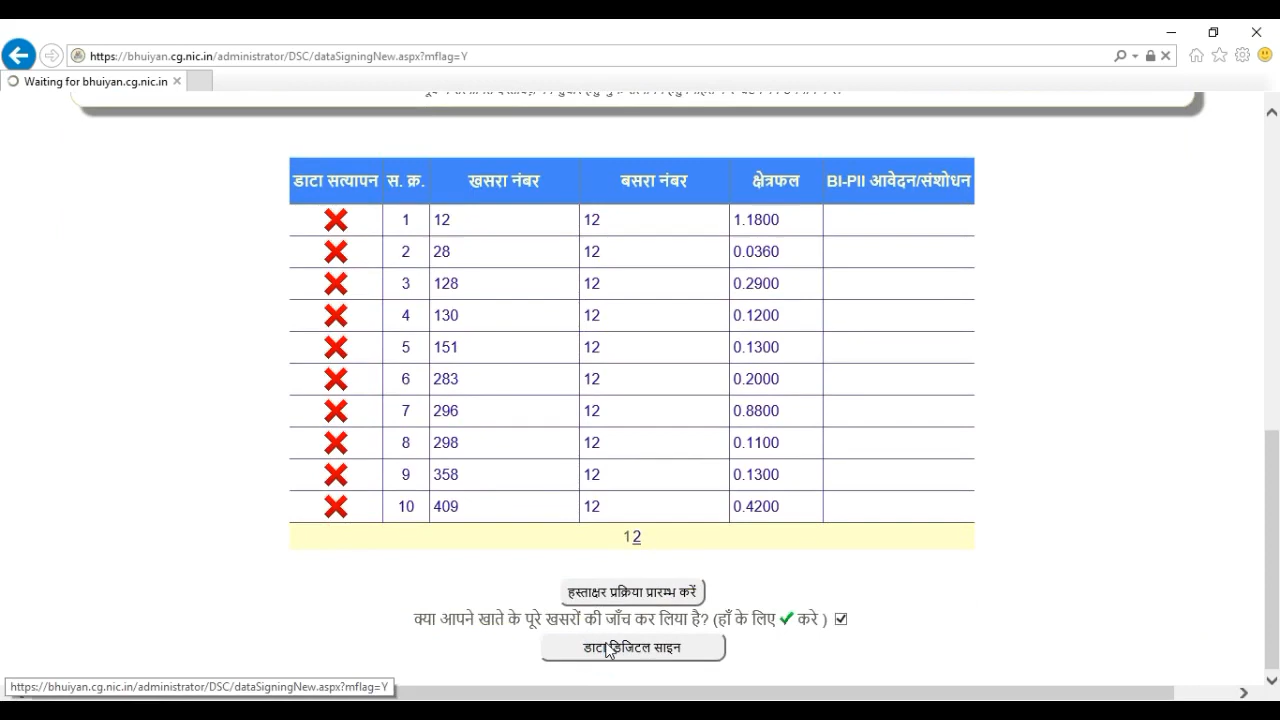 https://bhuiyan.cg.nic.in/administrator/DSC/dataSigningNew.aspx?mflag=Y
Waiting for bhuiyan.cg.nic.in
डाटा सत्यापन स. क्र. खसरा नंबर बसरा नंबर क्षेत्रफल BI-PII आवेदन/संशोधन
1 12 12 1.1800
2 28 12 0.0360
3 128 12 0.2900
4 130 12 0.1200
5 151 12 0.1300
6 283 12 0.2000
7 296 12 0.8800
8 298 12 0.1100
9 358 12 0.1300
10 409 12 0.4200
1 2
हस्ताक्षर प्रक्रिया प्रारम्भ करें
क्या आपने खाते के पूरे खसरों की जाँच कर लिया है? (हाँ के लिए ✔ करे )
डाटा डिजिटल साइन
https://bhuiyan.cg.nic.in/administrator/DSC/dataSigningNew.aspx?mflag=Y